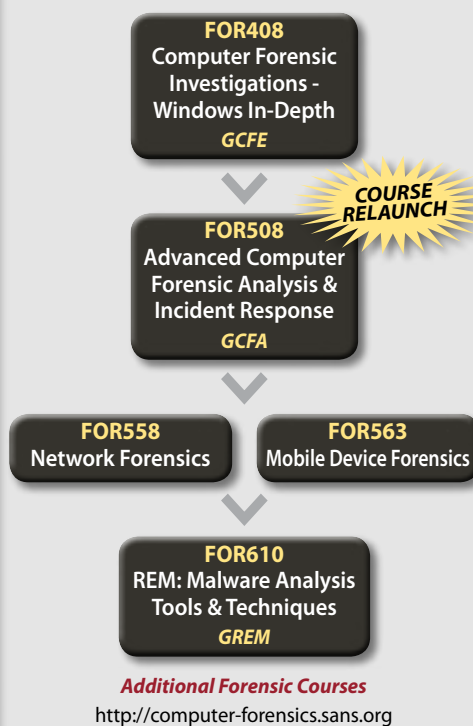 FOR408
Computer Forensic
Investigations -
Windows In-Depth
GCFE
COURSE
RELAUNCH
FOR508
Advanced Computer
Forensic Analysis &
Incident Response
GCFA
FOR558
Network Forensics
FOR563
Mobile Device Forensics
FOR610
REM: Malware Analysis
Tools & Techniques
GREM
Additional Forensic Courses
http://computer-forensics.sans.org